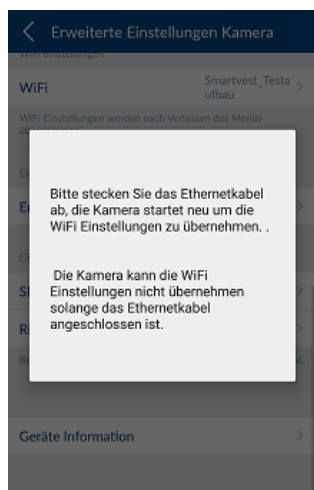 Erweiterte Einstellungen Kamera
WiFi Einstellungen
WiFi
Smartvest_Testa
ufbau
WiFi Einstellungen werden nach Verlassen des Menüs
Bitte stecken Sie das Ethernetkabel
ab, die Kamera startet neu um die
WiFi Einstellungen zu übernehmen. .
Die Kamera kann die WiFi
Einstellungen nicht übernehmen
solange das Ethernetkabel
angeschlossen ist.
Geräte Information